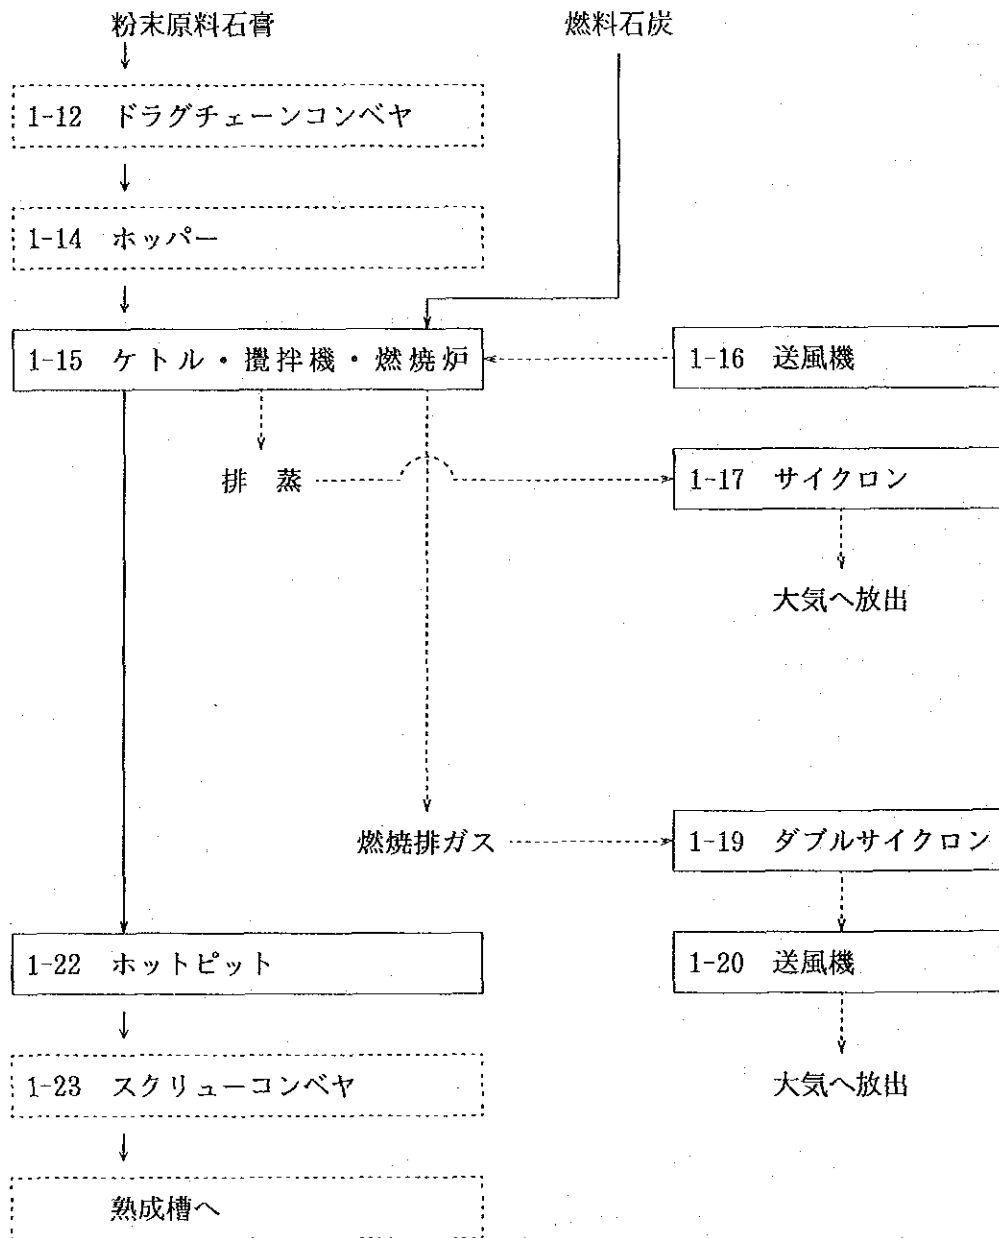 粉末原料石膏
燃料石炭
1-12 ドラグチェーンコンベヤ
1-14 ホッパー
1-15 ケトル・攪拌機・燃焼炉
1-16 送風機
排 蒸
1-17 サイクロン
大気へ放出
燃焼排ガス
1-19 ダブルサイクロン
1-22 ホットピット
1-20 送風機
1-23 スクリューコンベヤ
大気へ放出
熟成槽へ